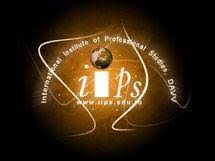 International Institute of Professional Studies, DAVV
iips
www.iips.edu.in